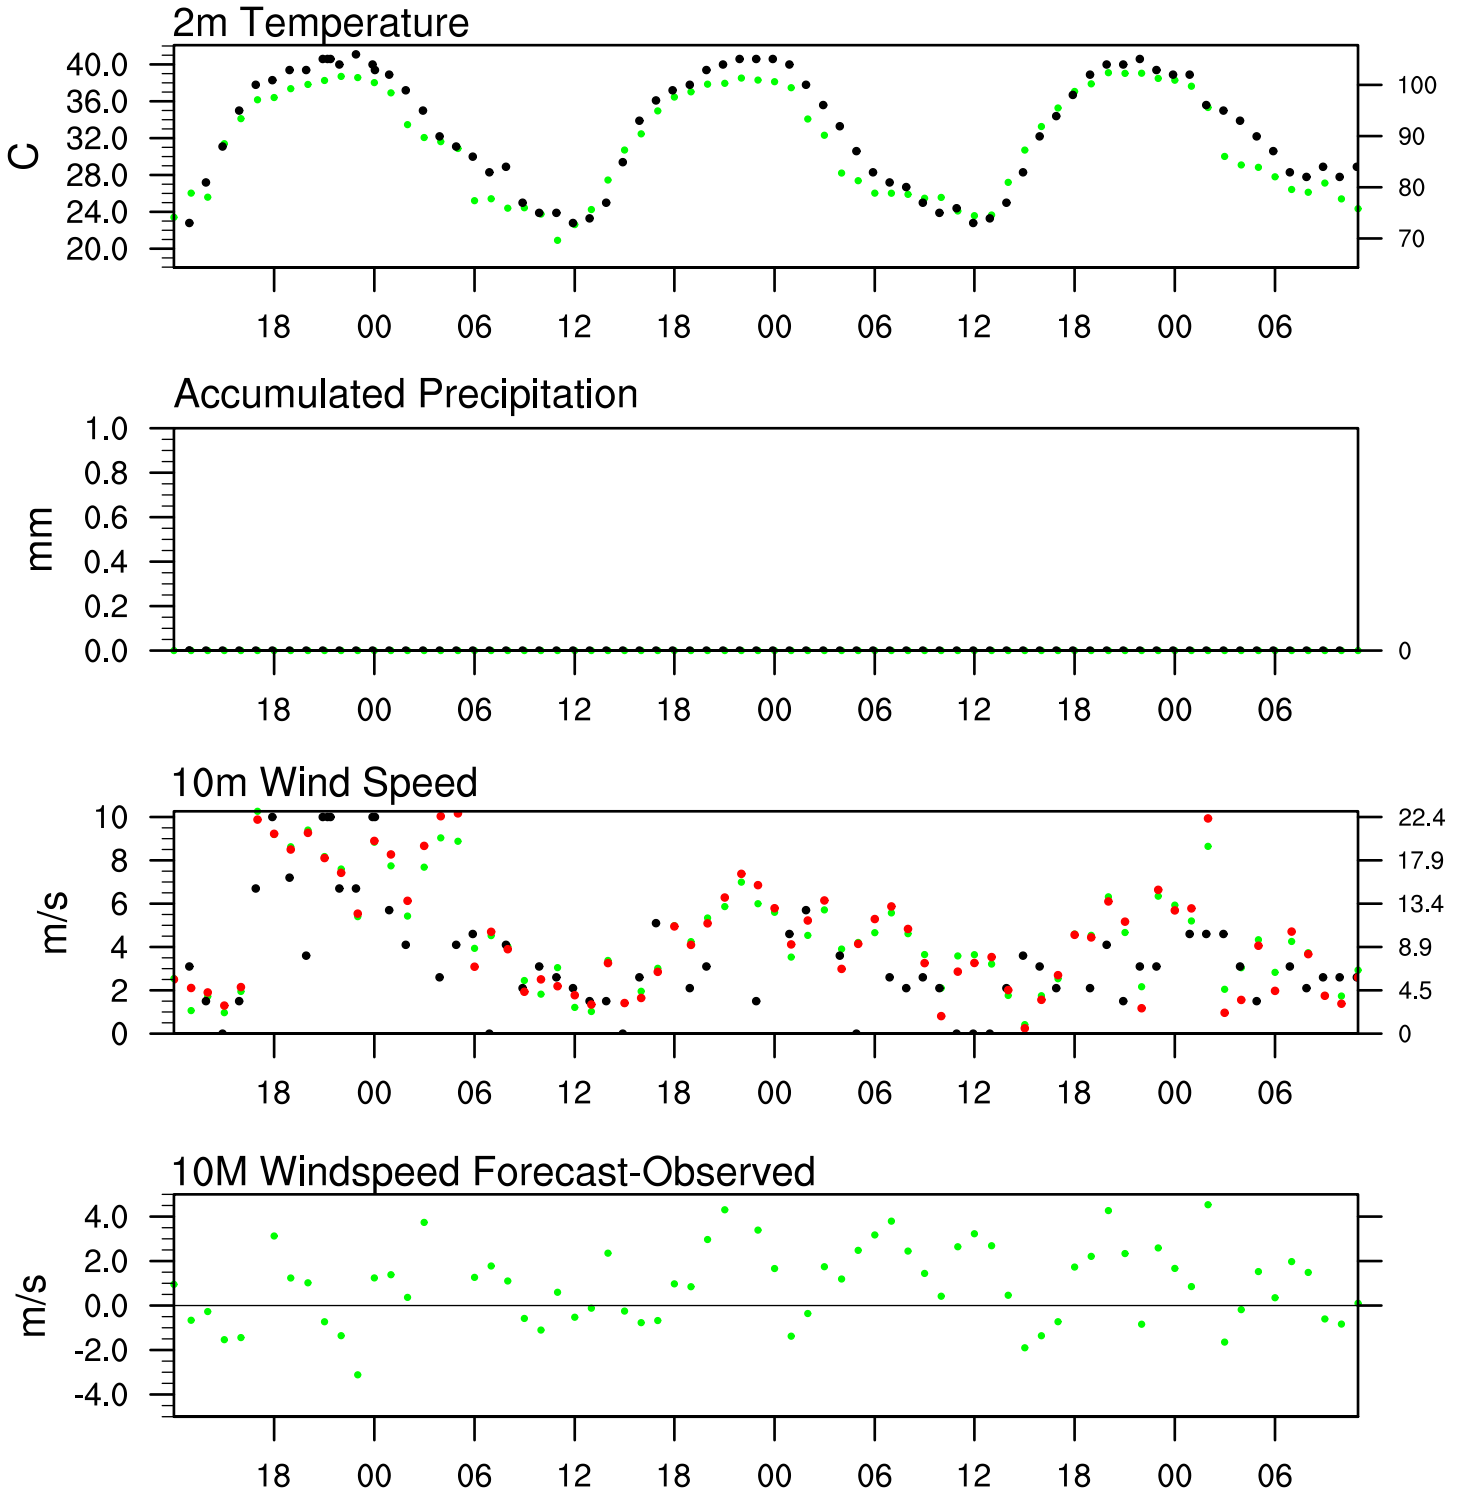 2m Temperature
40.0
36.0
32.0
28.0
24.0
20.0
C
100
90
80
70
18 00 06 12 18 00 06 12 18 00 06
Accumulated Precipitation
1.0
0.8
0.6
0.4
0.2
0.0
mm
0
18 00 06 12 18 00 06 12 18 00 06
10m Wind Speed
10
8
6
4
2
0
m/s
22.4
17.9
13.4
8.9
4.5
0
18 00 06 12 18 00 06 12 18 00 06
10M Windspeed Forecast-Observed
4.0
2.0
0.0
-2.0
-4.0
m/s
18 00 06 12 18 00 06 12 18 00 06